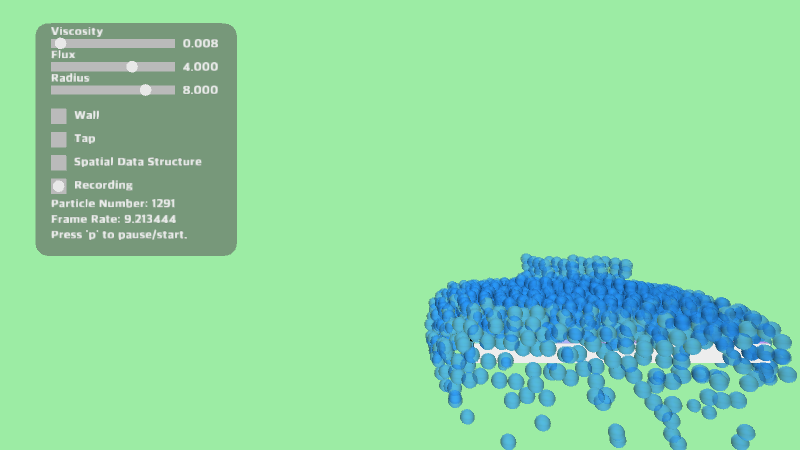 Viscosity
0.008
Flux
4.000
Radius
8.000
Wall
Tap
Spatial Data Structure
Recording
Particle Number: 1291
Frame Rate: 9.213444
Press 'p' to pause/start.